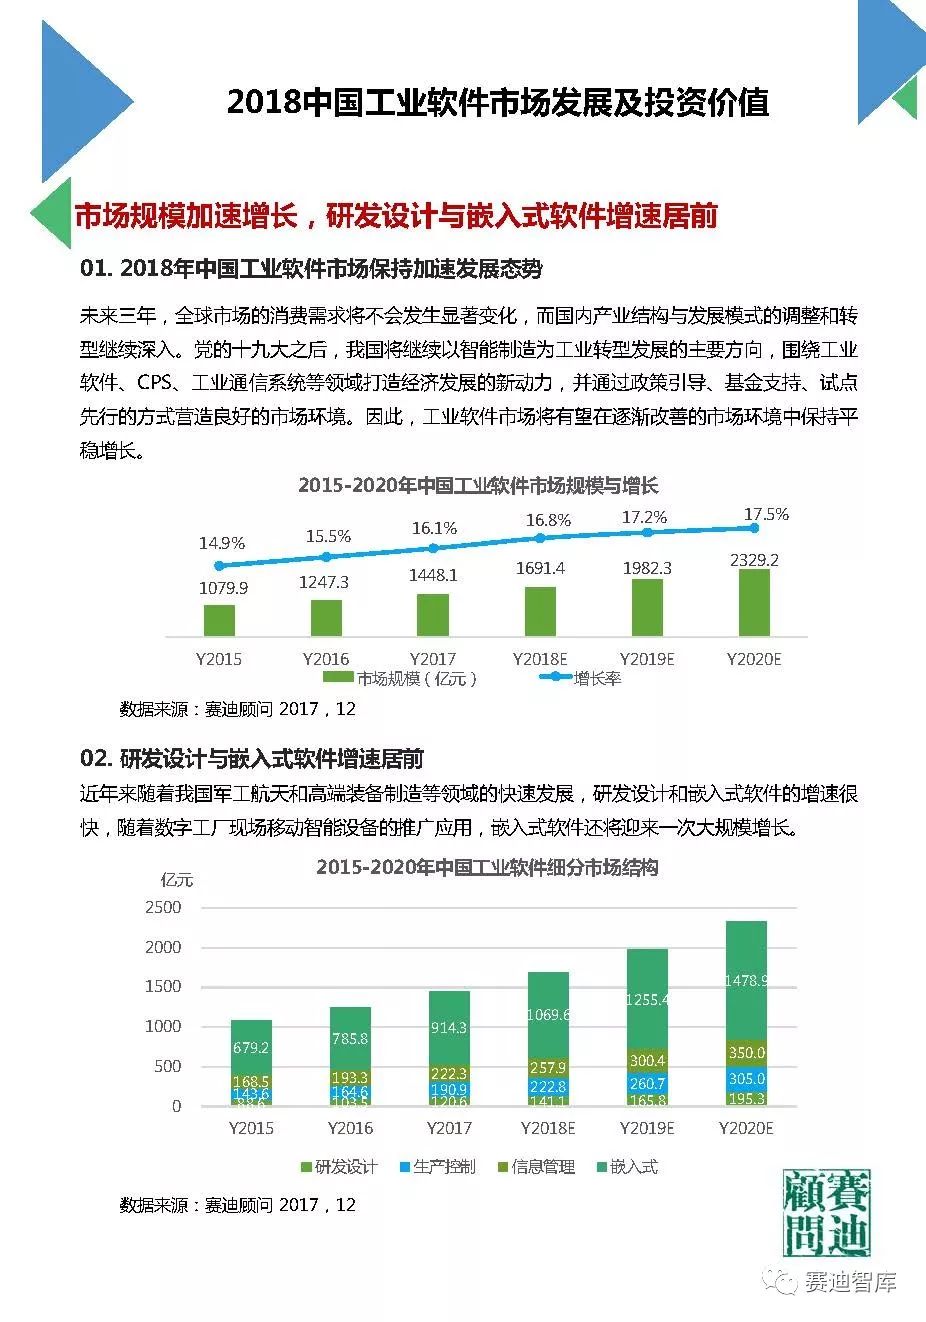 2018中国工业软件市场发展及投资价值
市场规模加速增长，研发设计与嵌入式软件增速居前
01. 2018年中国工业软件市场保持加速发展态势
未来三年，全球市场的消费需求将不会发生显著变化，而国内产业结构与发展模式的调整和转
型继续深入。党的十九大之后，我国将继续以智能制造为工业转型发展的主要方向，围绕工业
软件、CPS、工业通信系统等领域打造经济发展的新动力，并通过政策引导、基金支持、试点
先行的方式营造良好的市场环境。因此，工业软件市场将有望在逐渐改善的市场环境中保持平
稳增长。
2015-2020年中国工业软件市场规模与增长
14.9% 15.5% 16.1% 16.8% 17.2% 17.5%
1079.9 1247.3 1448.1 1691.4 1982.3 2329.2
Y2015 Y2016 Y2017 Y2018E Y2019E Y2020E
市场规模（亿元） 增长率
数据来源：赛迪顾问 2017，12
02. 研发设计与嵌入式软件增速居前
近年来随着我国军工航天和高端装备制造等领域的快速发展，研发设计和嵌入式软件的增速很
快，随着数字工厂现场移动智能设备的推广应用，嵌入式软件还将迎来一次大规模增长。
2015-2020年中国工业软件细分市场结构
亿元
2500
2000
1500
1000
500
0
679.2 785.8 914.3 1069.6 1255.4 1478.9
168.5 193.3 222.3 257.9 300.4 350.0
143.6 164.6 190.9 222.8 260.7 305.0
88.6 103.5 120.6 141.1 165.8 195.3
Y2015 Y2016 Y2017 Y2018E Y2019E Y2020E
研发设计 生产控制 信息管理 嵌入式
数据来源：赛迪顾问 2017，12
賽迪
顧問
赛迪智库